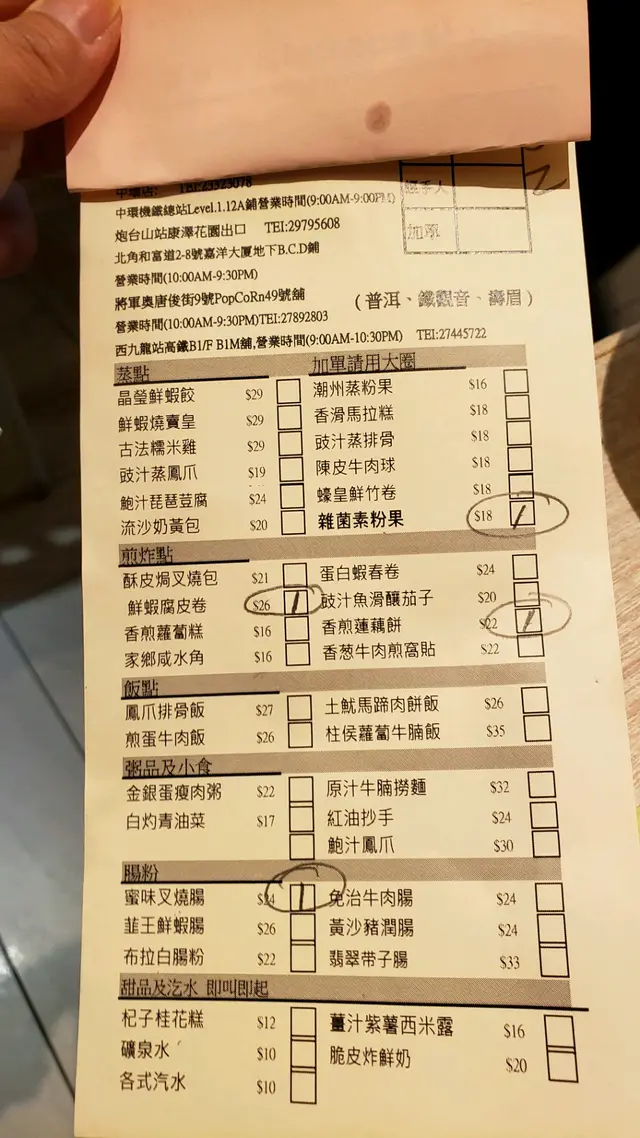 中環店: TEl:23323078
中環機鐵總站Level.1.12A鋪營業時間(9:00AM-9:00PM)
炮台山站康澤花園出口 TEl:29795608
北角和富道2-8號嘉洋大厦地下B.C.D鋪
營業時間(10:00AM-9:30PM)
將軍奧唐俊街9號PopCoRn49號舖
營業時間(10:00AM-9:30PM)TEl:27892803
西九龍站高鐵B1/F B1M舖,營業時間(9:00AM-10:30PM) TEl:27445722
經手人
加單
(普洱、鐵觀音、壽眉)
蒸點 加單請用大圈
晶瑩鮮蝦餃 $29 潮州蒸粉果 $16
鮮蝦燒賣皇 $29 香滑馬拉糕 $18
古法糯米雞 $29 豉汁蒸排骨 $18
豉汁蒸鳳爪 $19 陳皮牛肉球 $18
鮑汁琵琶荳腐 $24 蠔皇鮮竹卷 $18
流沙奶黃包 $20 雜菌素粉果 $18 /
煎炸點
酥皮焗叉燒包 $21 蛋白蝦春卷 $24
鮮蝦腐皮卷 $26 / 豉汁魚滑釀茄子 $20
香煎蘿蔔糕 $16 香煎蓮藕餅 $22 /
家鄉咸水角 $16 香葱牛肉煎窩貼 $22
飯點
鳳爪排骨飯 $27 土魷馬蹄肉餅飯 $26
煎蛋牛肉飯 $26 柱侯蘿蔔牛腩飯 $35
粥品及小食
金銀蛋瘦肉粥 $22 原汁牛腩撈麵 $32
白灼青油菜 $17 紅油抄手 $24
鮑汁鳳爪 $30
腸粉
蜜味叉燒腸 $24 / 免治牛肉腸 $24
韮王鮮蝦腸 $26 黃沙豬潤腸 $24
布拉白腸粉 $22 翡翠帶子腸 $33
甜品及汽水 即叫即起
杞子桂花糕 $12 薑汁紫薯西米露 $16
礦泉水 $10 脆皮炸鮮奶 $20
各式汽水 $10